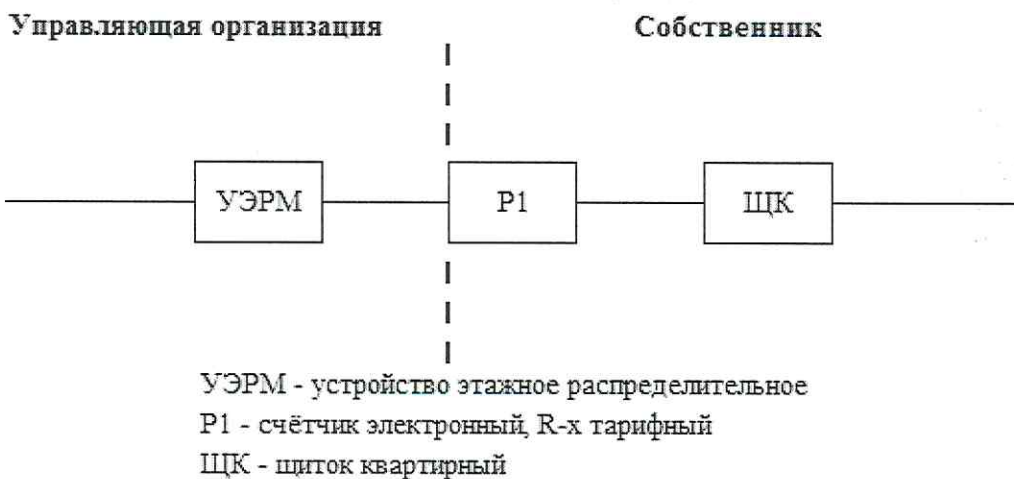 Управляющая организация
Собственник
УЭРМ
Р1
ЩК
УЭРМ - устройство этажное распределительное
Р1 - счётчик электронный, R-х тарифный
ЩК - щиток квартирный